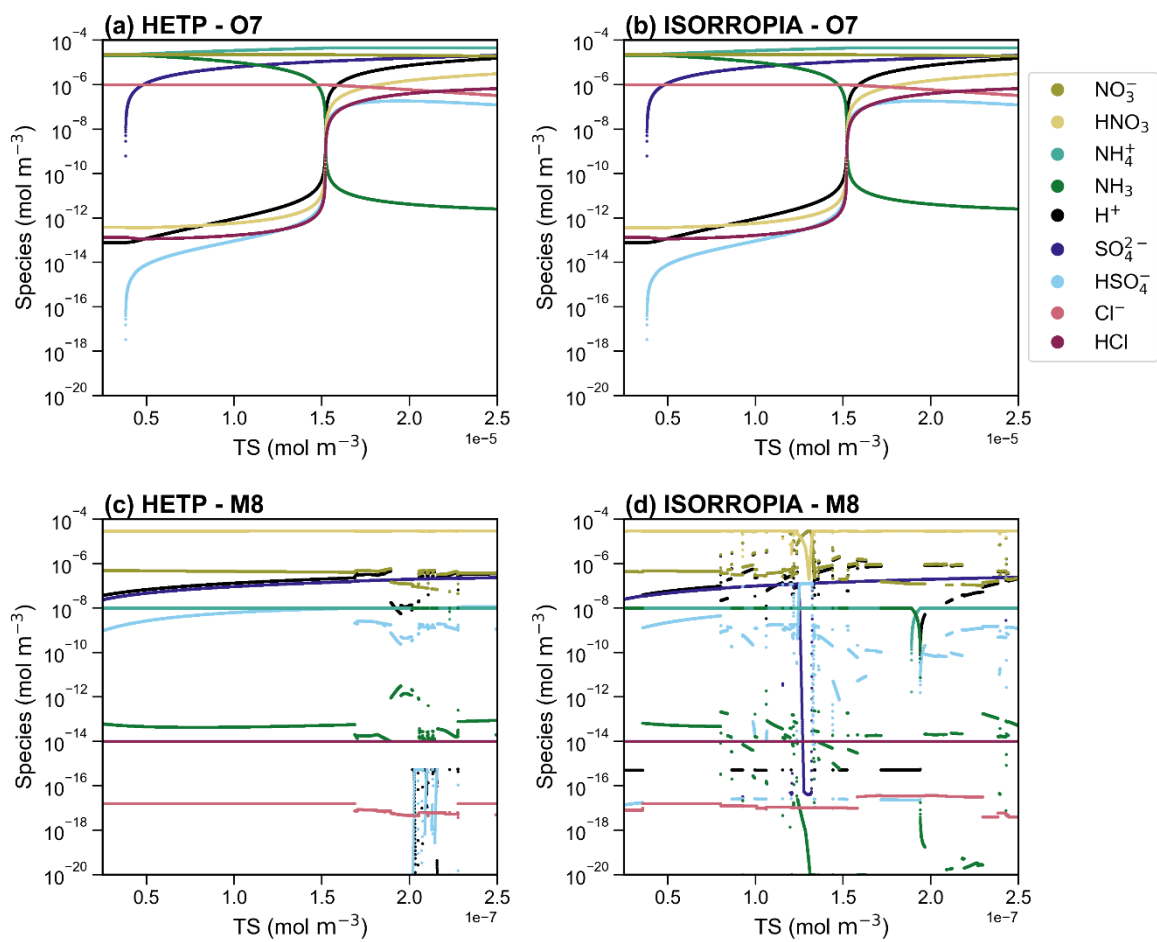 (a) HETP - O7
(b) ISORROPIA - O7
Species (mol m⁻³)
10⁻⁴
10⁻⁶
10⁻⁸
10⁻¹⁰
10⁻¹²
10⁻¹⁴
10⁻¹⁶
10⁻¹⁸
10⁻²⁰
0.5 1.0 1.5 2.0 2.5
1e−5
TS (mol m⁻³)
Species (mol m⁻³)
10⁻⁴
10⁻⁶
10⁻⁸
10⁻¹⁰
10⁻¹²
10⁻¹⁴
10⁻¹⁶
10⁻¹⁸
10⁻²⁰
0.5 1.0 1.5 2.0 2.5
1e−5
TS (mol m⁻³)
NO₃⁻
HNO₃
NH₄⁺
NH₃
H⁺
SO₄²⁻
HSO₄⁻
Cl⁻
HCl
(c) HETP - M8
(d) ISORROPIA - M8
Species (mol m⁻³)
10⁻⁴
10⁻⁶
10⁻⁸
10⁻¹⁰
10⁻¹²
10⁻¹⁴
10⁻¹⁶
10⁻¹⁸
10⁻²⁰
0.5 1.0 1.5 2.0 2.5
1e−7
TS (mol m⁻³)
Species (mol m⁻³)
10⁻⁴
10⁻⁶
10⁻⁸
10⁻¹⁰
10⁻¹²
10⁻¹⁴
10⁻¹⁶
10⁻¹⁸
10⁻²⁰
0.5 1.0 1.5 2.0 2.5
1e−7
TS (mol m⁻³)